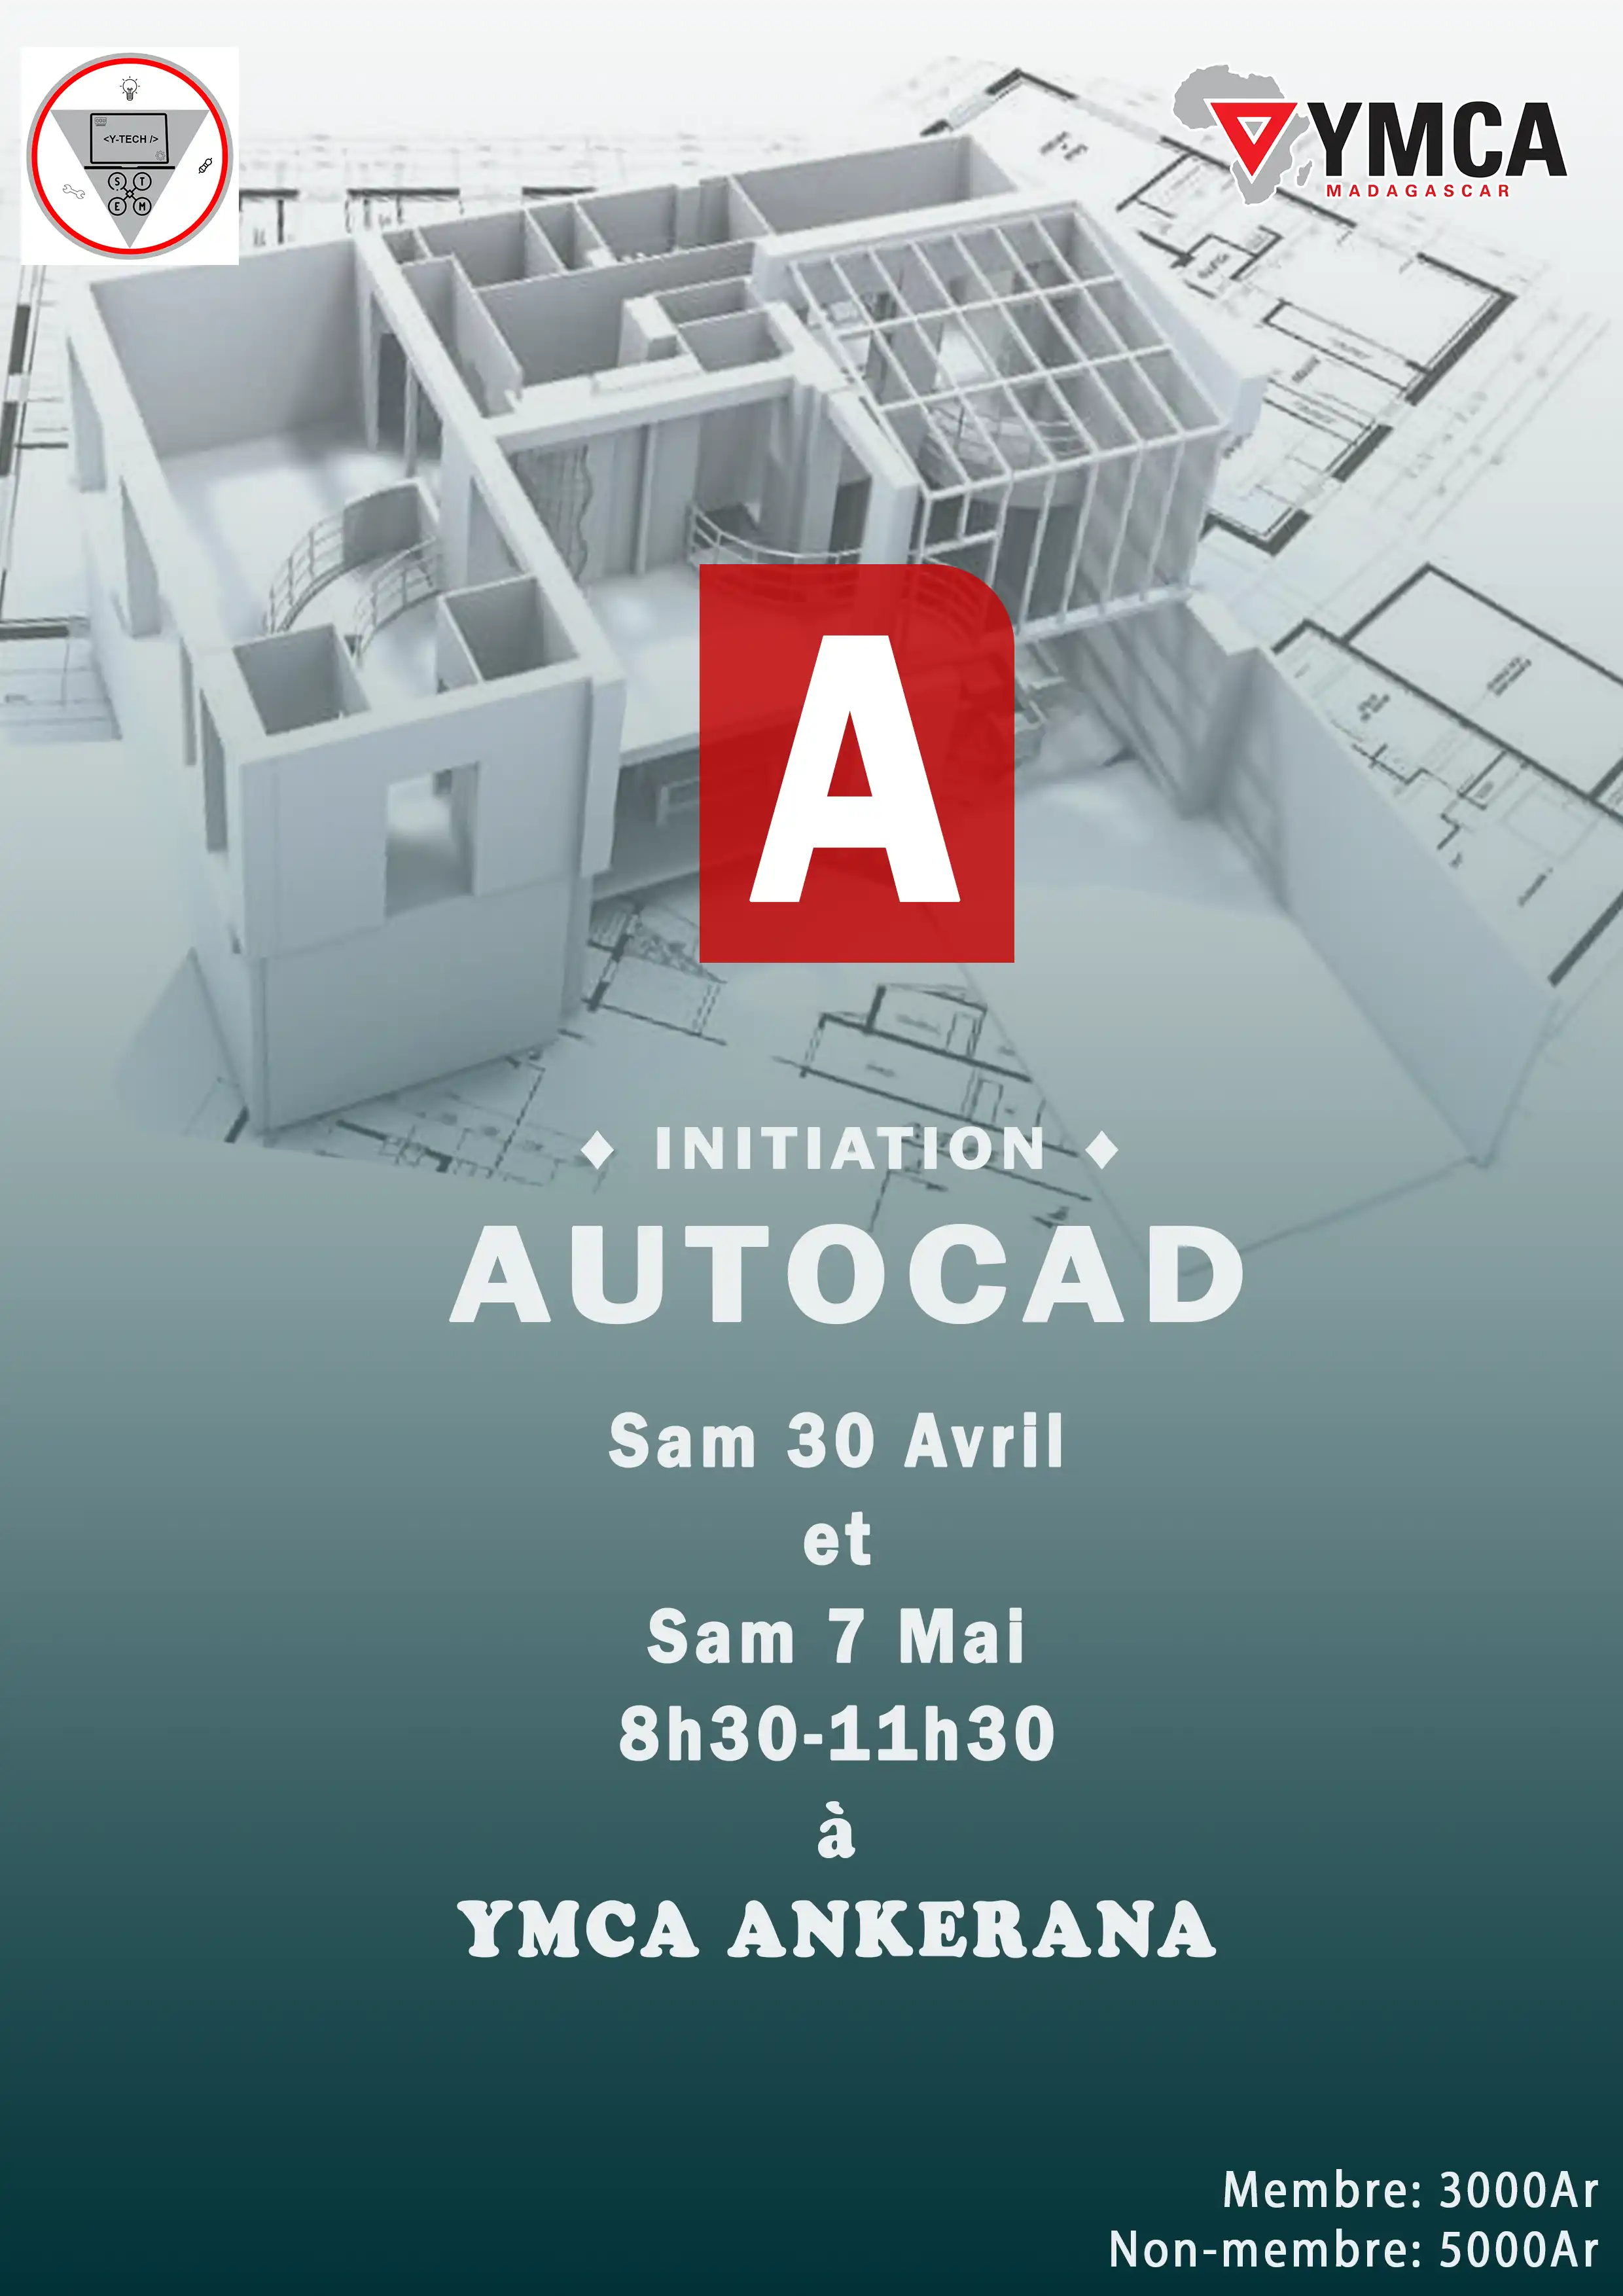 <Y-TECH />
S T
E M
YMCA
MADAGASCAR
A
INITIATION
AUTOCAD
Sam 30 Avril
et
Sam 7 Mai
8h30-11h30
à
YMCA ANKERANA
Membre: 3000Ar
Non-membre: 5000Ar